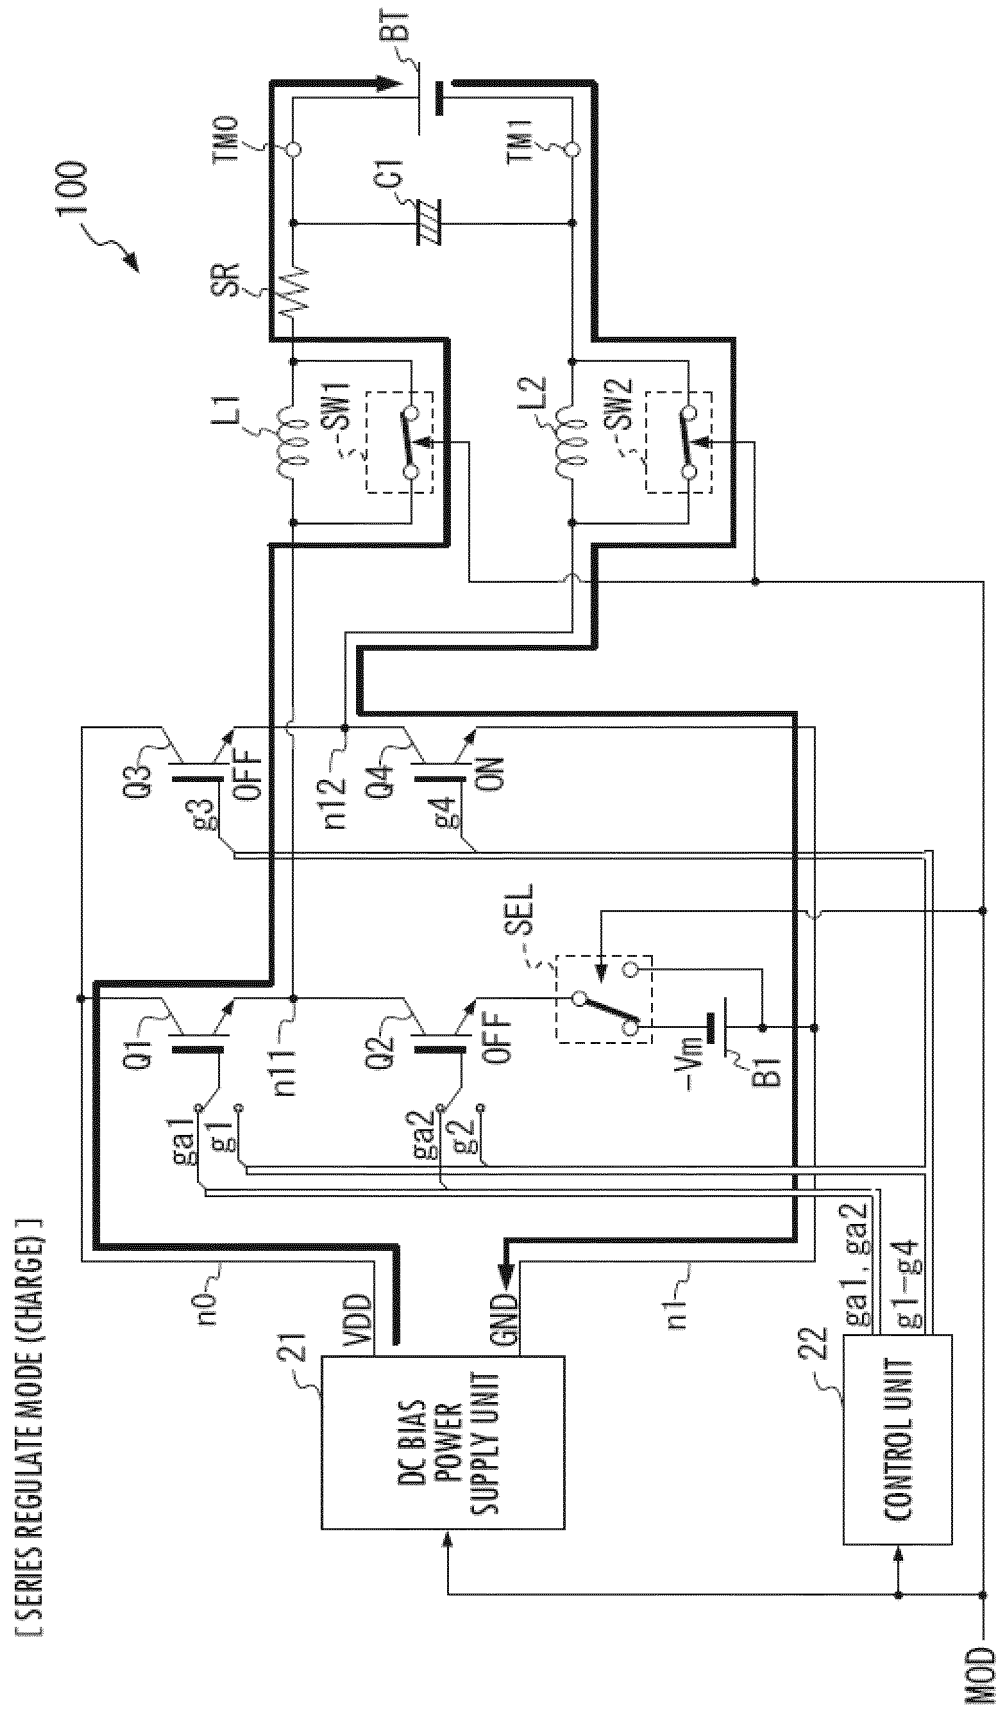 [ SERIES REGULATE MODE (CHARGE) ]
100
n0
VDD
21
DC BIAS
POWER
SUPPLY UNIT
GND
n1
ga1, ga2
g1-g4
22
CONTROL UNIT
MOD
Q1
ga1
g1
n11
Q2
OFF
ga2
g2
SEL
-Vm
B1
Q3
OFF
g3
n12
Q4
ON
g4
L1
SW1
L2
SW2
SR
C1
TM0
TM1
BT